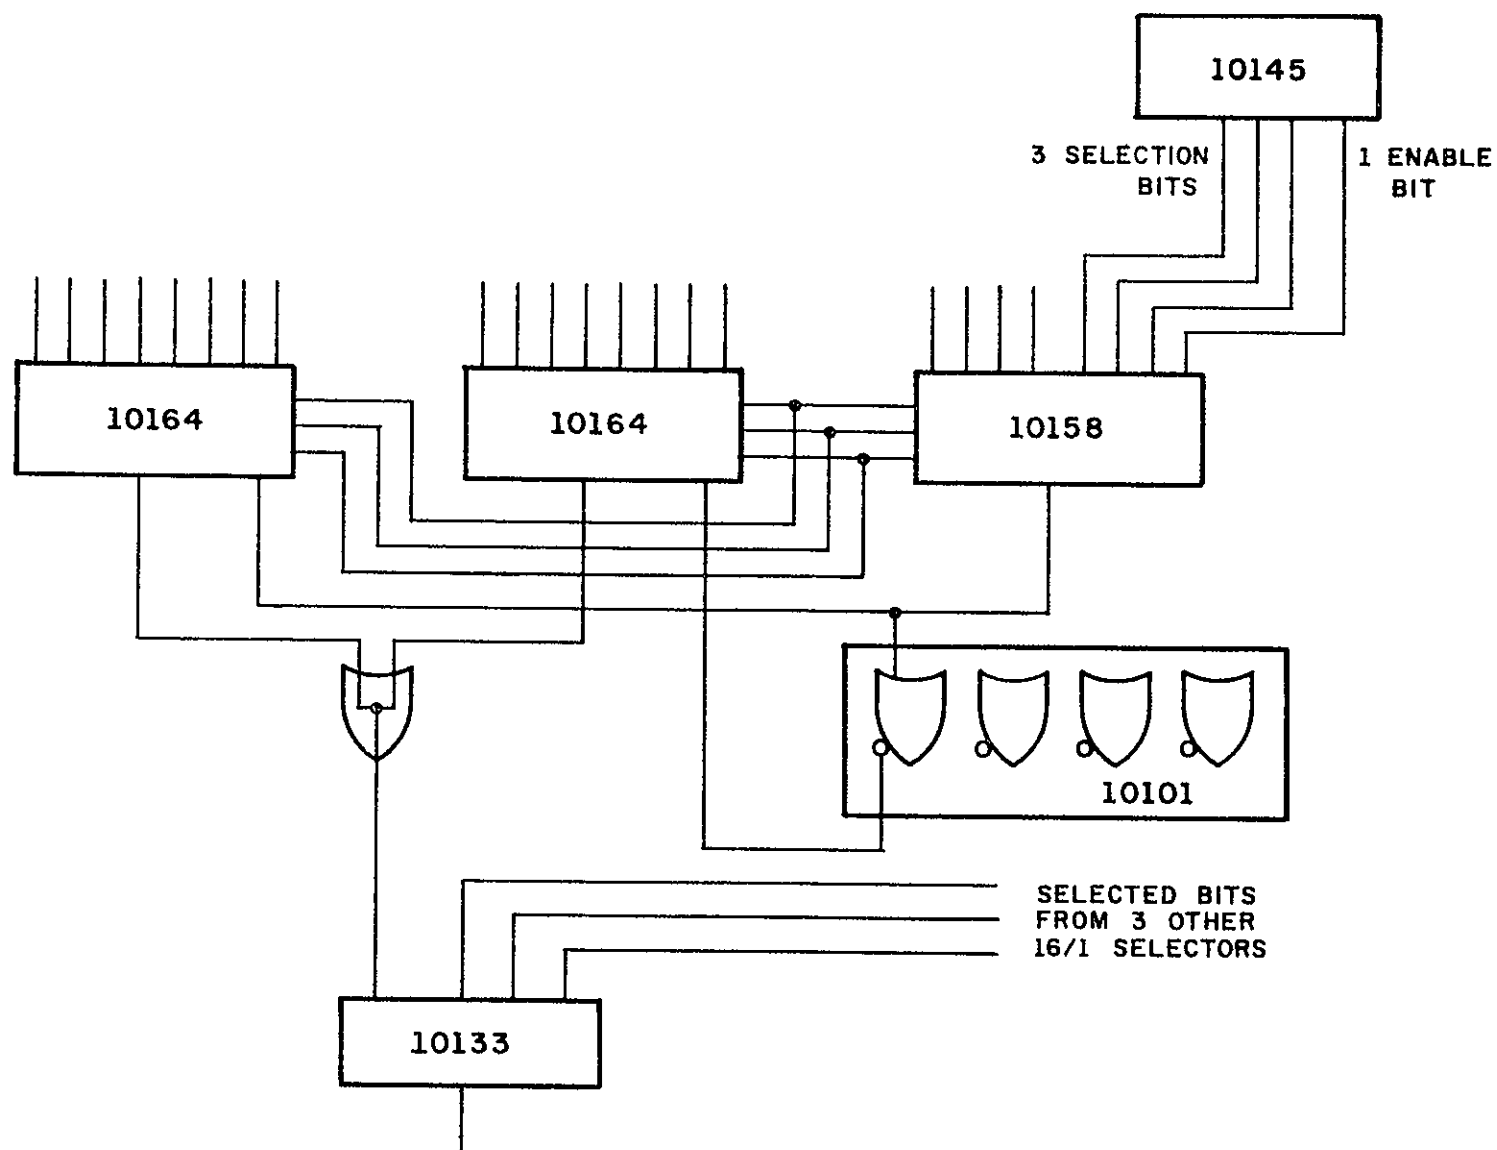 10145
3 SELECTION
BITS
1 ENABLE
BIT
10164
10164
10158
10101
SELECTED BITS
FROM 3 OTHER
16/1 SELECTORS
10133